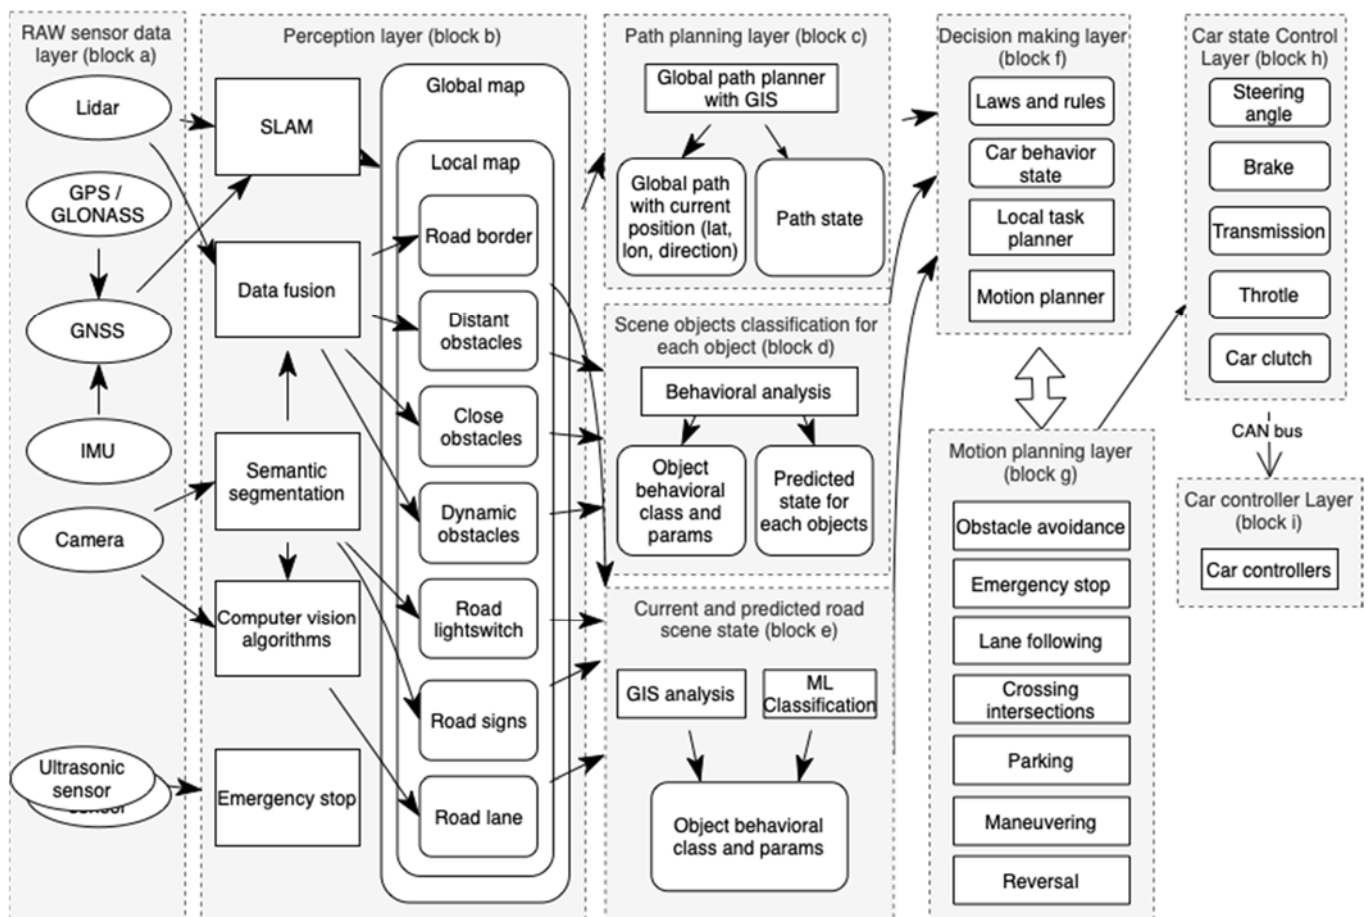 RAW sensor data
layer (block a)
Lidar
GPS /
GLONASS
GNSS
IMU
Camera
Ultrasonic
sensor
sensor
Perception layer (block b)
SLAM
Data fusion
Semantic
segmentation
Computer vision
algorithms
Emergency stop
Global map
Local map
Road border
Distant
obstacles
Close
obstacles
Dynamic
obstacles
Road
lightswitch
Road signs
Road lane
Path planning layer (block c)
Global path planner
with GIS
Global path
with current
position (lat,
lon, direction)
Path state
Scene objects classification for
each object (block d)
Behavioral analysis
Object
behavioral
class and
params
Predicted
state for
each objects
Current and predicted road
scene state (block e)
GIS analysis
ML
Classification
Object behavioral
class and params
Decision making layer
(block f)
Laws and rules
Car behavior
state
Local task
planner
Motion planner
Motion planning layer
(block g)
Obstacle avoidance
Emergency stop
Lane following
Crossing
intersections
Parking
Maneuvering
Reversal
Car state Control
Layer (block h)
Steering
angle
Brake
Transmission
Throtle
Car clutch
CAN bus
Car controller Layer
(block i)
Car controllers